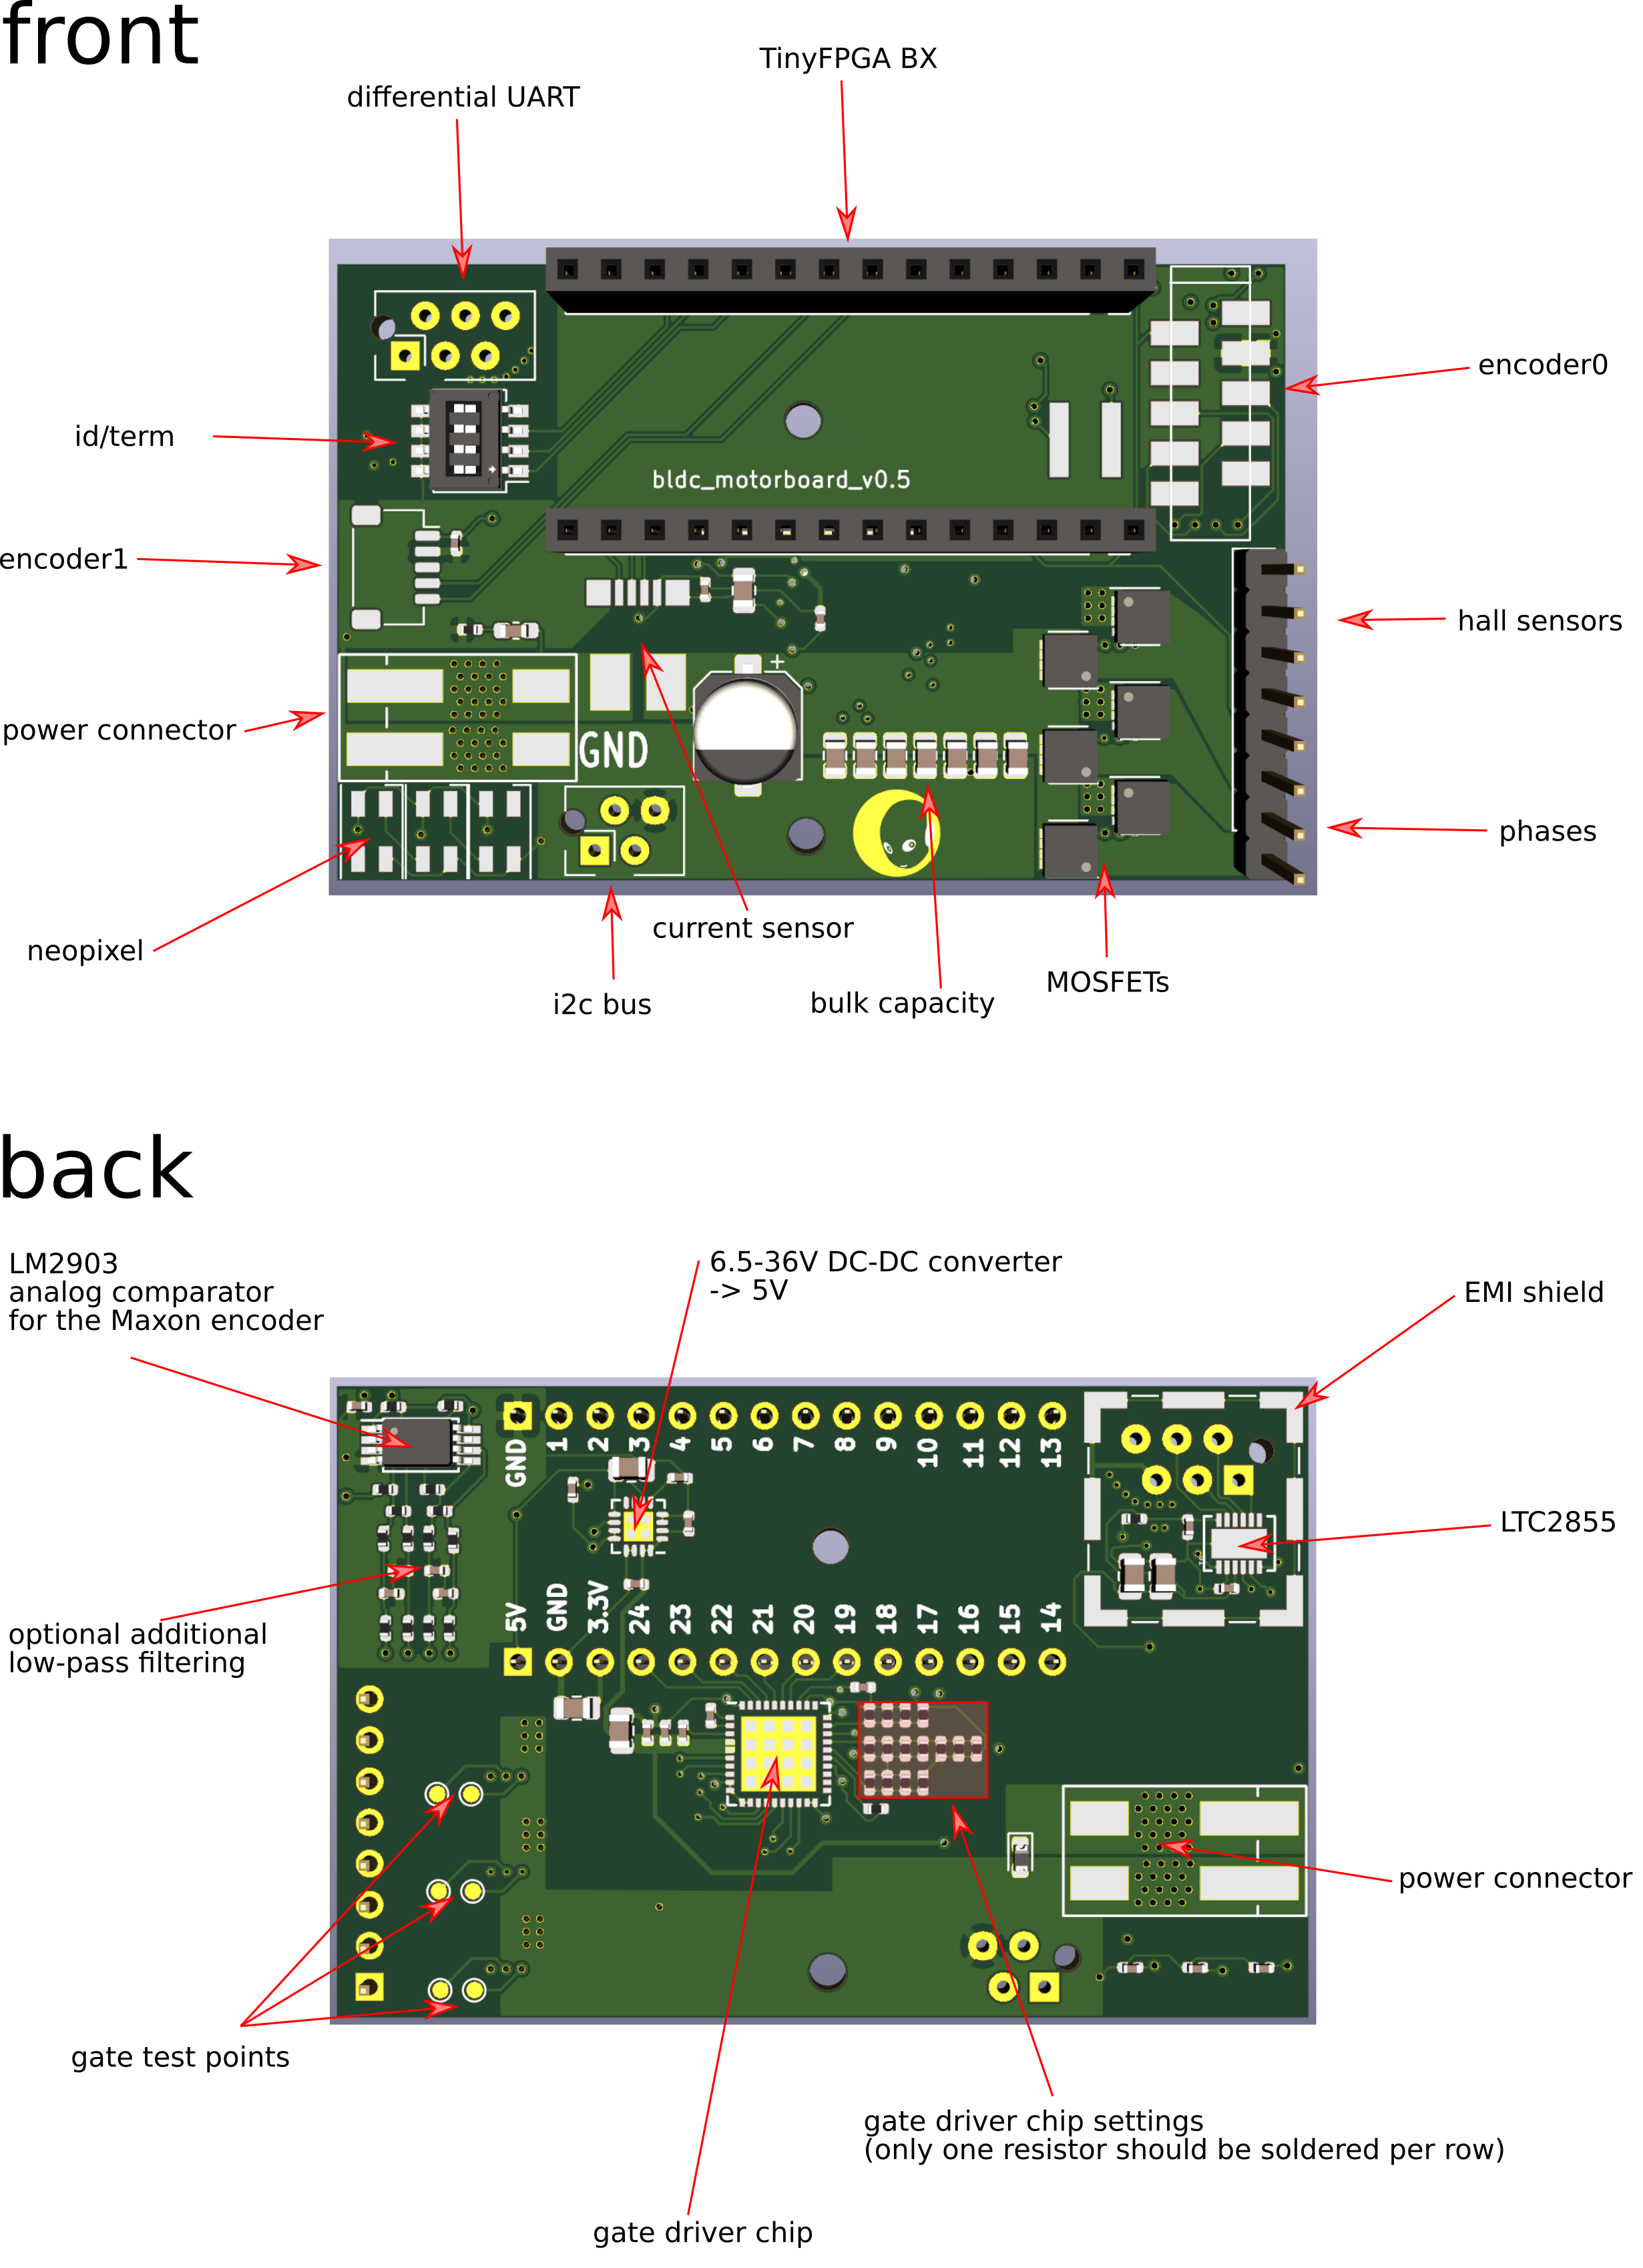 front
TinyFPGA BX
differential UART
encoder0
id/term
bldc_motorboard_v0.5
encoder1
hall sensors
power connector
+
GND
phases
neopixel
current sensor
MOSFETs
i2c bus
bulk capacity
back
LM2903
analog comparator
for the Maxon encoder
6.5-36V DC-DC converter
-> 5V
EMI shield
GND 1 2 3 4 5 6 7 8 9 10 11 12 13
LTC2855
5V GND 3.3V 24 23 22 21 20 19 18 17 16 15 14
optional additional
low-pass filtering
power connector
gate test points
gate driver chip settings
(only one resistor should be soldered per row)
gate driver chip